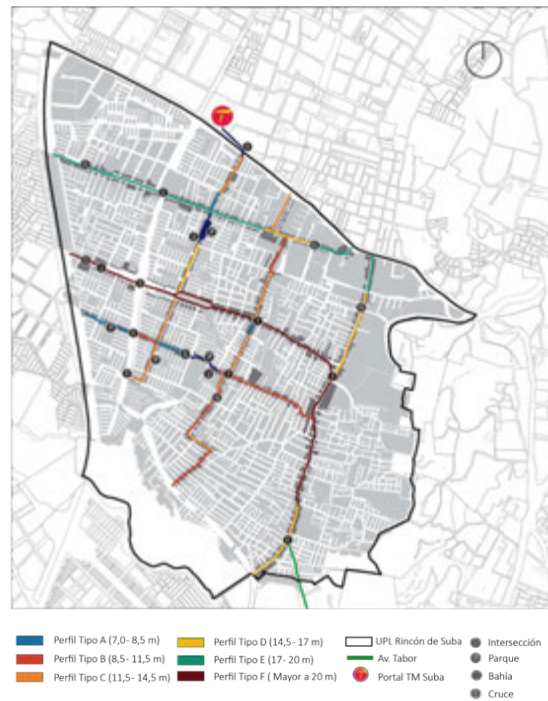 Perfil Tipo A (7,0- 8,5 m)
Perfil Tipo B (8,5- 11,5 m)
Perfil Tipo C (11,5- 14,5 m)
Perfil Tipo D (14,5- 17 m)
Perfil Tipo E (17- 20 m)
Perfil Tipo F ( Mayor a 20 m)
UPL Rincón de Suba
Av. Tabor
Portal TM Suba
Intersección
Parque
Bahía
Cruce